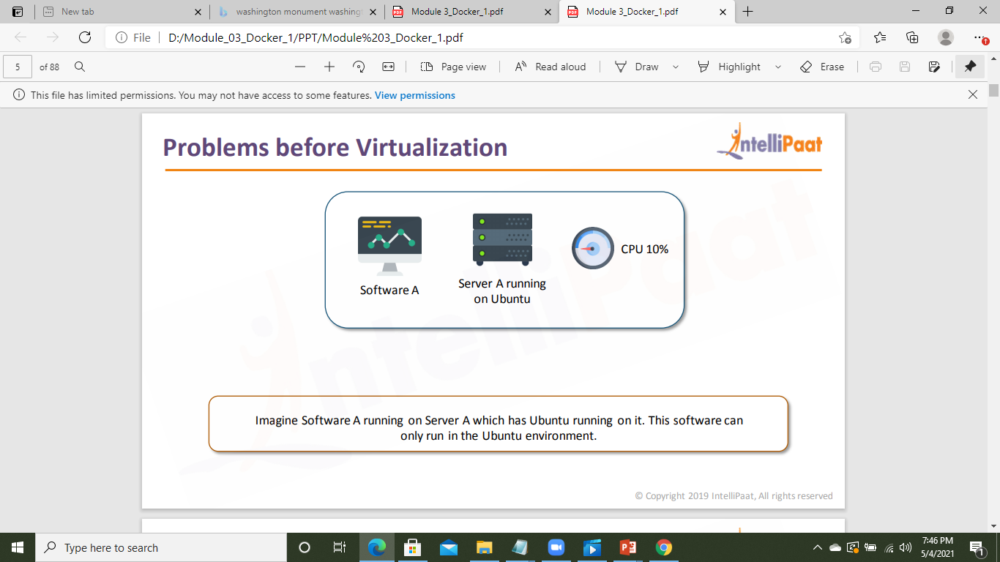 New tab
washington monument washing
Module 3_Docker_1.pdf
Module 3_Docker_1.pdf
File
D:/Module_03_Docker_1/PPT/Module%203_Docker_1.pdf
5
of 88
Page view
Read aloud
Draw
Highlight
Erase
This file has limited permissions. You may not have access to some features. View permissions
Problems before Virtualization
IntelliPaat
Software A
Server A running
on Ubuntu
CPU 10%
IntelliPaat
Imagine Software A running on Server A which has Ubuntu running on it. This software can
only run in the Ubuntu environment.
© Copyright 2019 IntelliPaat, All rights reserved
Type here to search
7:46 PM
5/4/2021
1